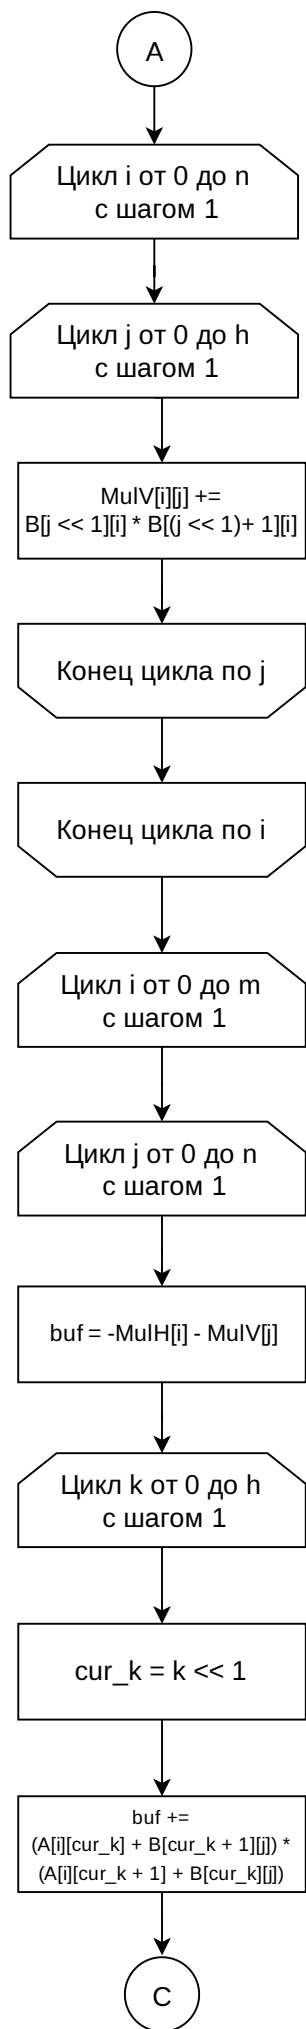 A
Цикл i от 0 до n
с шагом 1
Цикл j от 0 до h
с шагом 1
MulV[i][j] +=
B[j << 1][i] * B[(j << 1)+ 1][i]
Конец цикла по j
Конец цикла по i
Цикл i от 0 до m
с шагом 1
Цикл j от 0 до n
с шагом 1
buf = -MulH[i] - MulV[j]
Цикл k от 0 до h
с шагом 1
cur_k = k << 1
buf +=
(A[i][cur_k] + B[cur_k + 1][j]) *
(A[i][cur_k + 1] + B[cur_k][j])
C